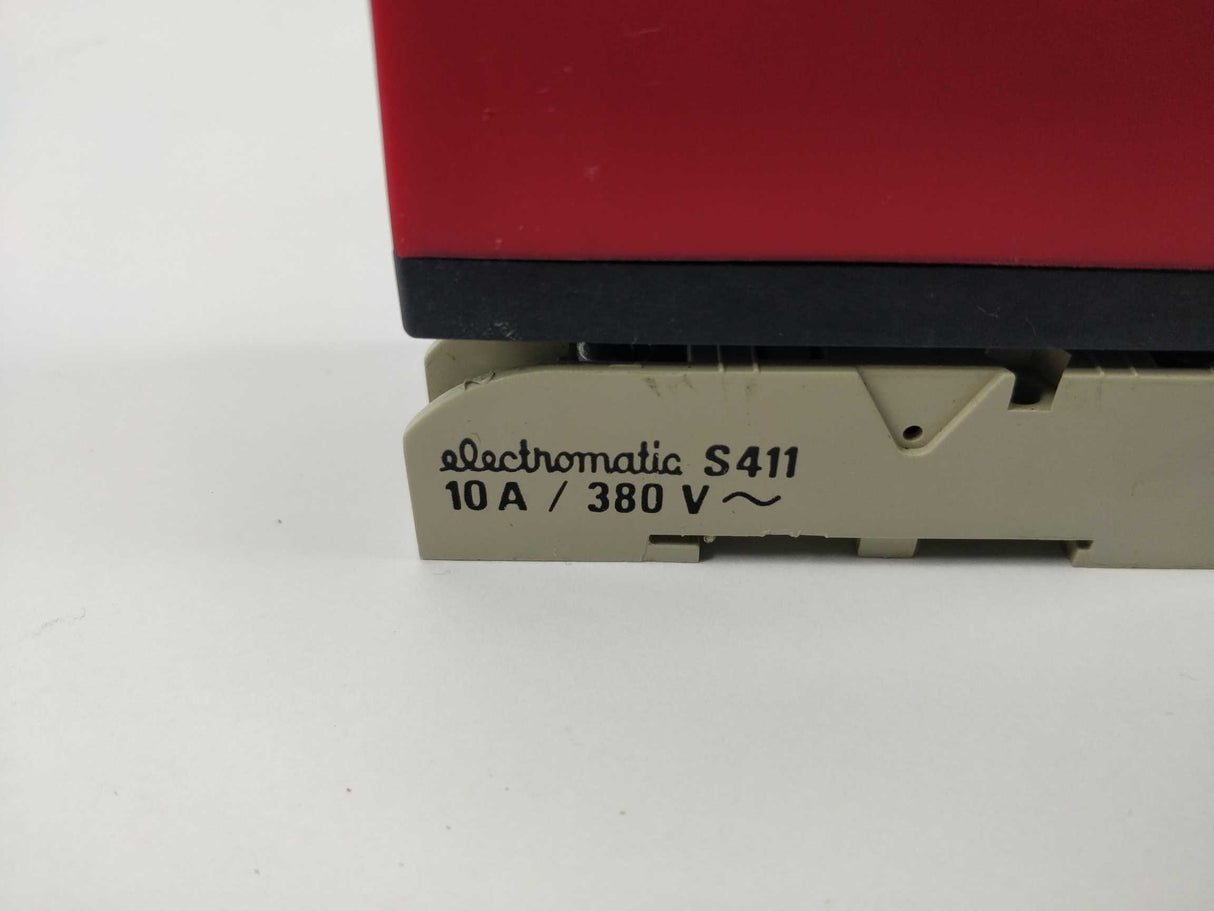 electromatic S411
10 A / 380 V ~